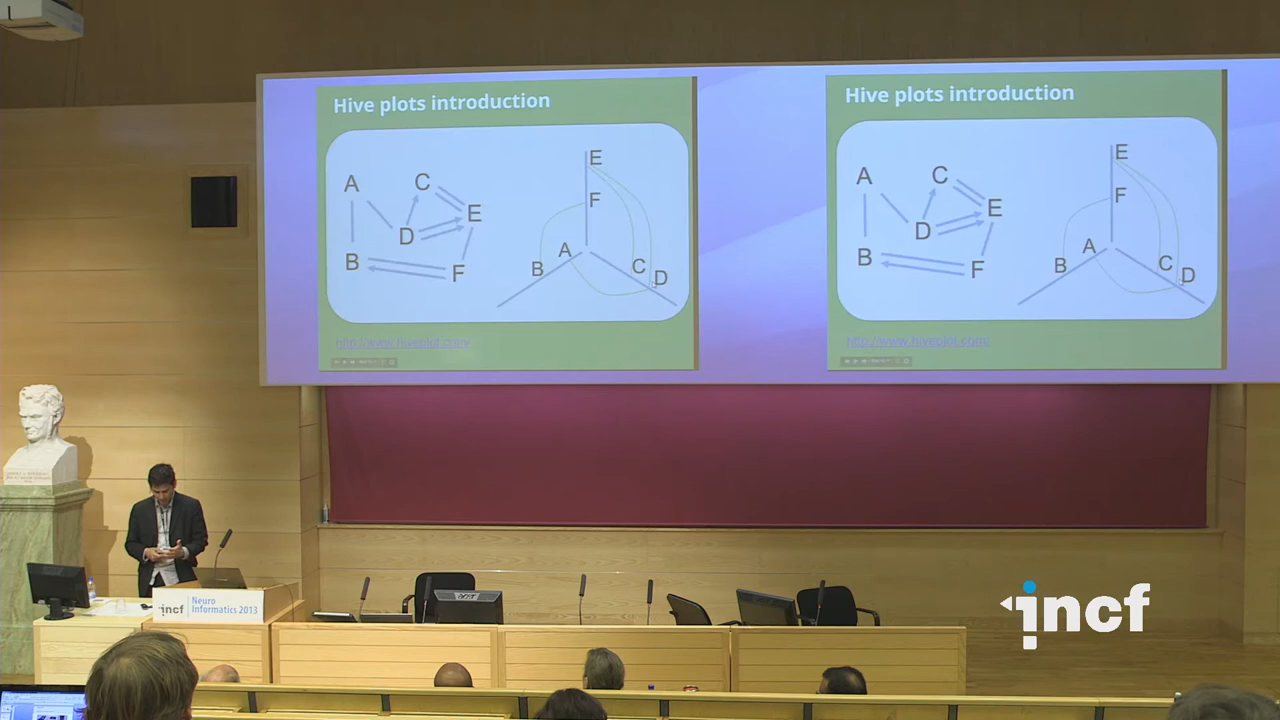 Hive plots introduction
A
C
E
D
B
F
E
F
A
B
C
D
http://www.hiveplot.com/
Hive plots introduction
A
C
E
D
B
F
E
F
A
B
C
D
http://www.hiveplot.com/
incf
Neuro
Informatics 2013
incf